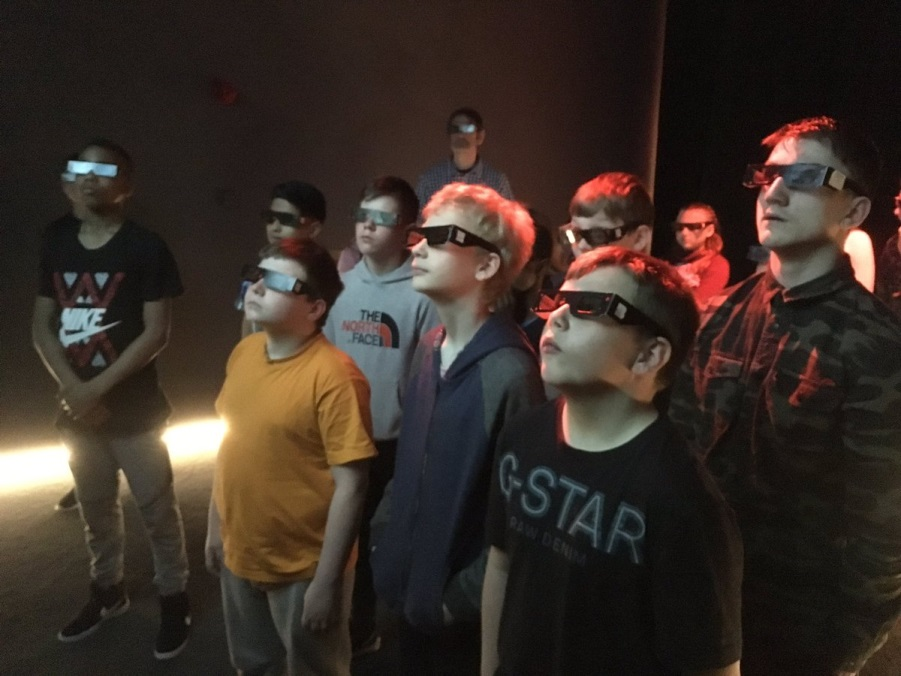 NIKE
THE
NORTH
FACE
G-STAR
RAW DENIM